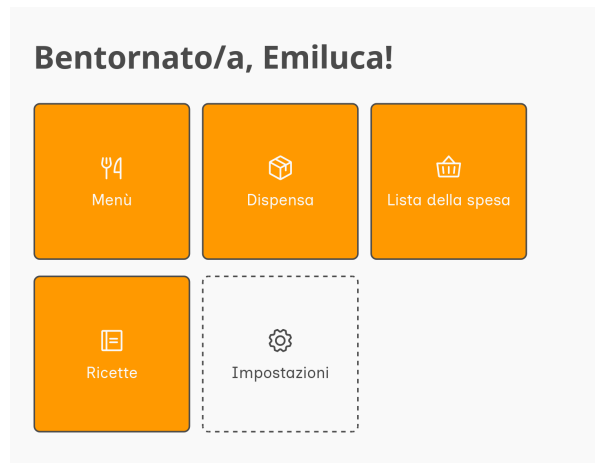 Bentornato/a, Emiluca!
Menù
Dispensa
Lista della spesa
Ricette
Impostazioni